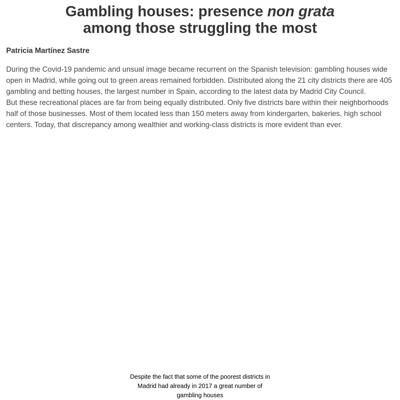 Gambling houses: presence non grata
among those struggling the most
Patricia Martínez Sastre
During the Covid-19 pandemic and unusual image became recurrent on the Spanish television: gambling houses wide
open in Madrid, while going out to green areas remained forbidden. Distributed along the 21 city districts there are 405
gambling and betting houses, the largest number in Spain, according to the latest data by Madrid City Council.
But these recreational places are far from being equally distributed. Only five districts bare within their neighborhoods
half of those businesses. Most of them located less than 150 meters away from kindergarten, bakeries, high school
centers. Today, that discrepancy among wealthier and working-class districts is more evident than ever.
Despite the fact that some of the poorest districts in
Madrid had already in 2017 a great number of
gambling houses